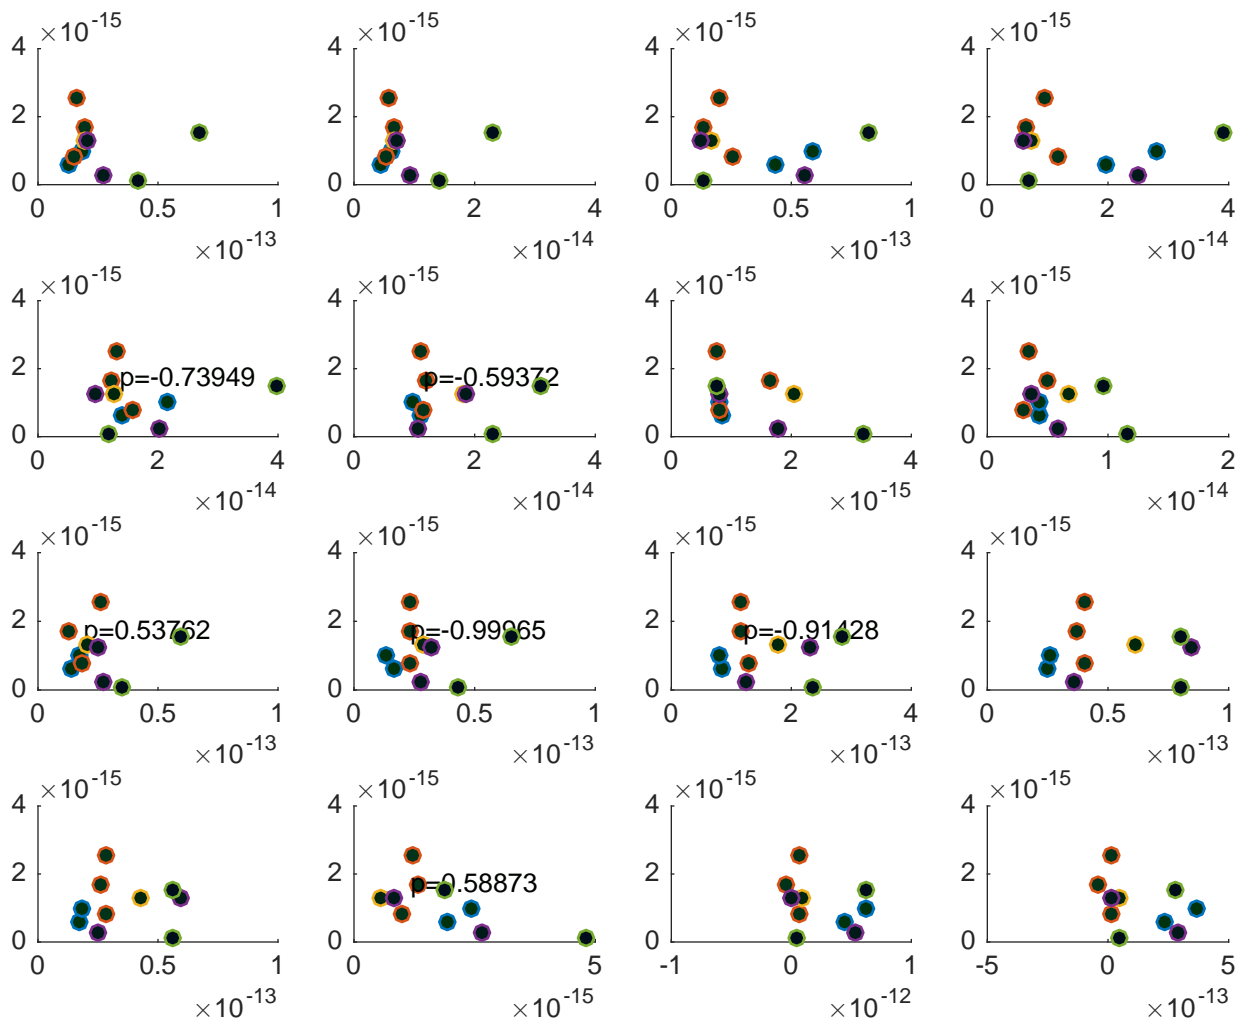 ×10-15 ×10-15 ×10-15 ×10-15
4 4 4 4
2 2 2 2
0 0 0 0
0 0.5 1 0 2 4 0 0.5 1 0 2 4
×10-13 ×10-14 ×10-13 ×10-14
×10-15 ×10-15 ×10-15 ×10-15
4 4 4 4
2 p=-0.73949 2 p=-0.59372 2 2
0 0 0 0
0 2 4 0 2 4 0 2 4 0 1 2
×10-14 ×10-14 ×10-15 ×10-14
×10-15 ×10-15 ×10-15 ×10-15
4 4 4 4
2 p=0.53762 2 p=-0.99965 2 p=-0.91428 2
0 0 0 0
0 0.5 1 0 0.5 1 0 2 4 0 0.5 1
×10-13 ×10-13 ×10-13 ×10-13
×10-15 ×10-15 ×10-15 ×10-15
4 4 4 4
2 2 p=0.58873 2 2
0 0 0 0
0 0.5 1 0 5 -1 0 1 -5 0 5
×10-13 ×10-15 ×10-12 ×10-13